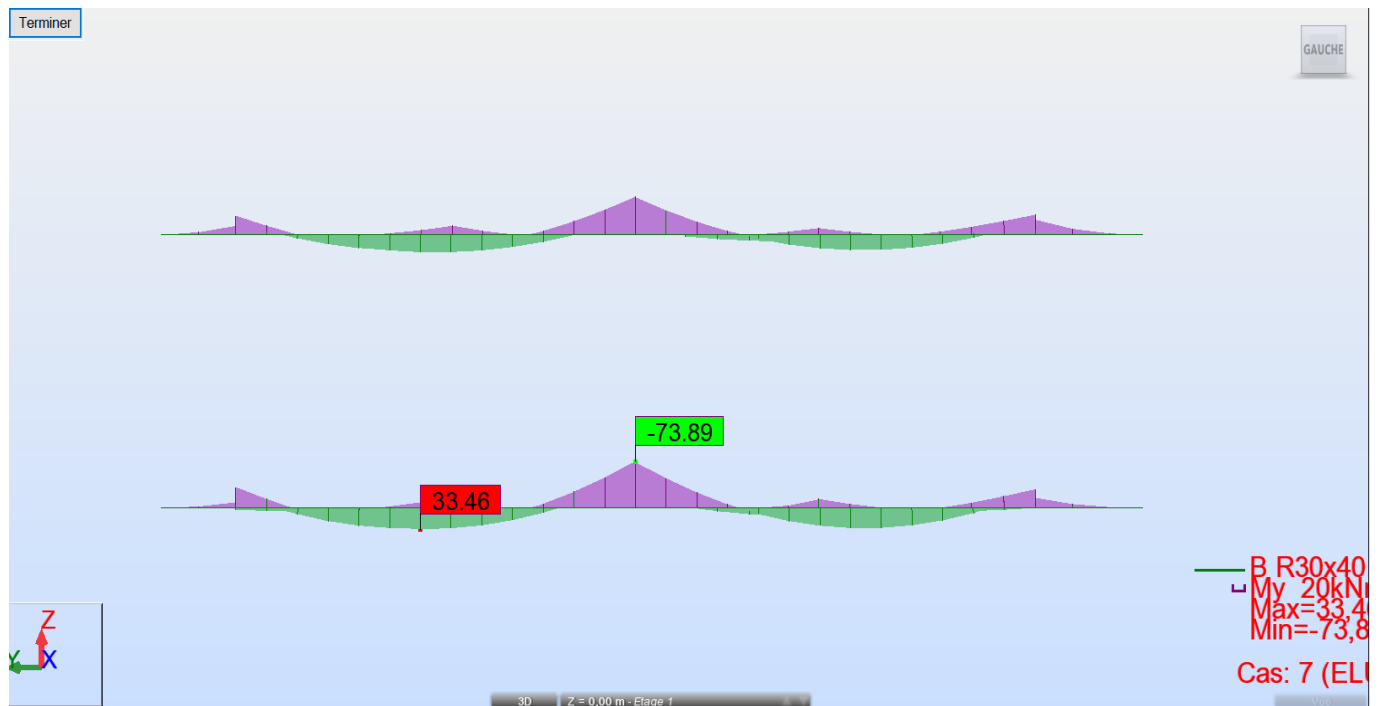 Terminer
GAUCHE
-73.89
33.46
B R30x40
My 20kN
Max=33,4
Min=-73,8
Z
Y X
Cas: 7 (EL
3D Z = 0,00 m - Etage 1